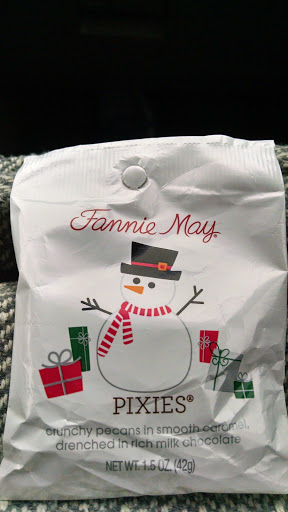 Fannie May®
PIXIES®
crunchy pecans in smooth caramel,
drenched in rich milk chocolate
NET WT. 1.5 OZ. (42g)